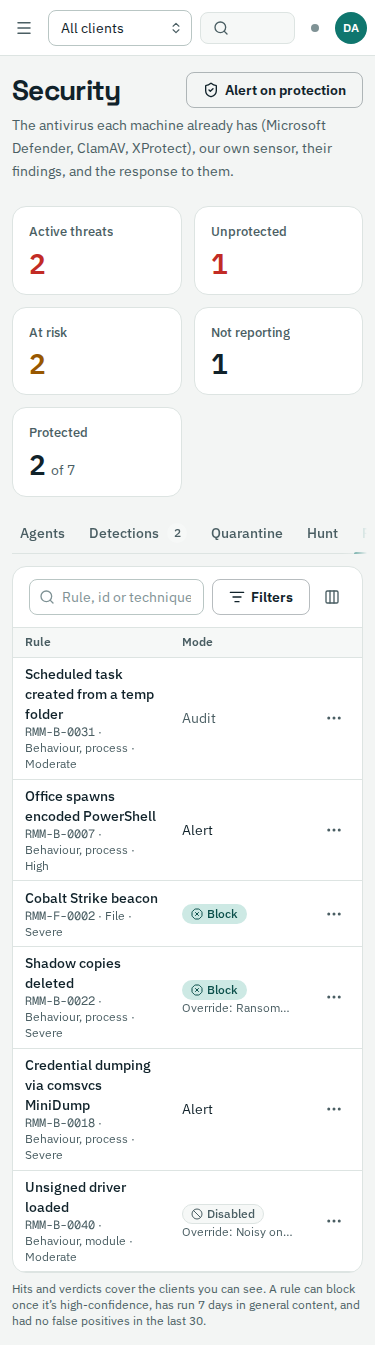 All clients
DA
Security
Alert on protection
The antivirus each machine already has (Microsoft
Defender, ClamAV, XProtect), our own sensor, their
findings, and the response to them.
Active threats
2
Unprotected
1
At risk
2
Not reporting
1
Protected
2 of 7
Agents
Detections 2
Quarantine
Hunt
Rule, id or technique
Filters
Rule
Mode
Scheduled task
created from a temp
folder
RMM-B-0031 ·
Behaviour, process ·
Moderate
Audit
Office spawns
encoded PowerShell
RMM-B-0007 ·
Behaviour, process ·
High
Alert
Cobalt Strike beacon
RMM-F-0002 · File ·
Severe
Block
Shadow copies
deleted
RMM-B-0022 ·
Behaviour, process ·
Severe
Block
Override: Ransom...
Credential dumping
via comsvcs
MiniDump
RMM-B-0018 ·
Behaviour, process ·
Severe
Alert
Unsigned driver
loaded
RMM-B-0040 ·
Behaviour, module ·
Moderate
Disabled
Override: Noisy on...
Hits and verdicts cover the clients you can see. A rule can block
once it's high-confidence, has run 7 days in general content, and
had no false positives in the last 30.